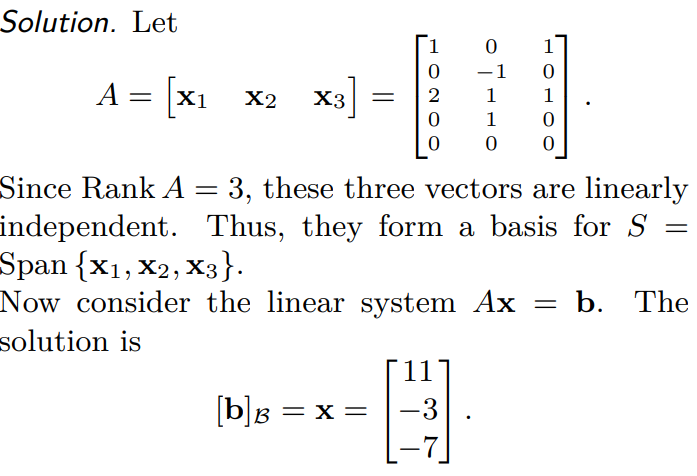 Solution. Let
A = [x₁ x₂ x₃] = [1 0 1
0 −1 0
2 1 1
0 1 0
0 0 0].
Since Rank A = 3, these three vectors are linearly
independent. Thus, they form a basis for S =
Span {x₁, x₂, x₃}.
Now consider the linear system Ax = b. The
solution is
[b]_ℬ = x = [11
−3
−7].